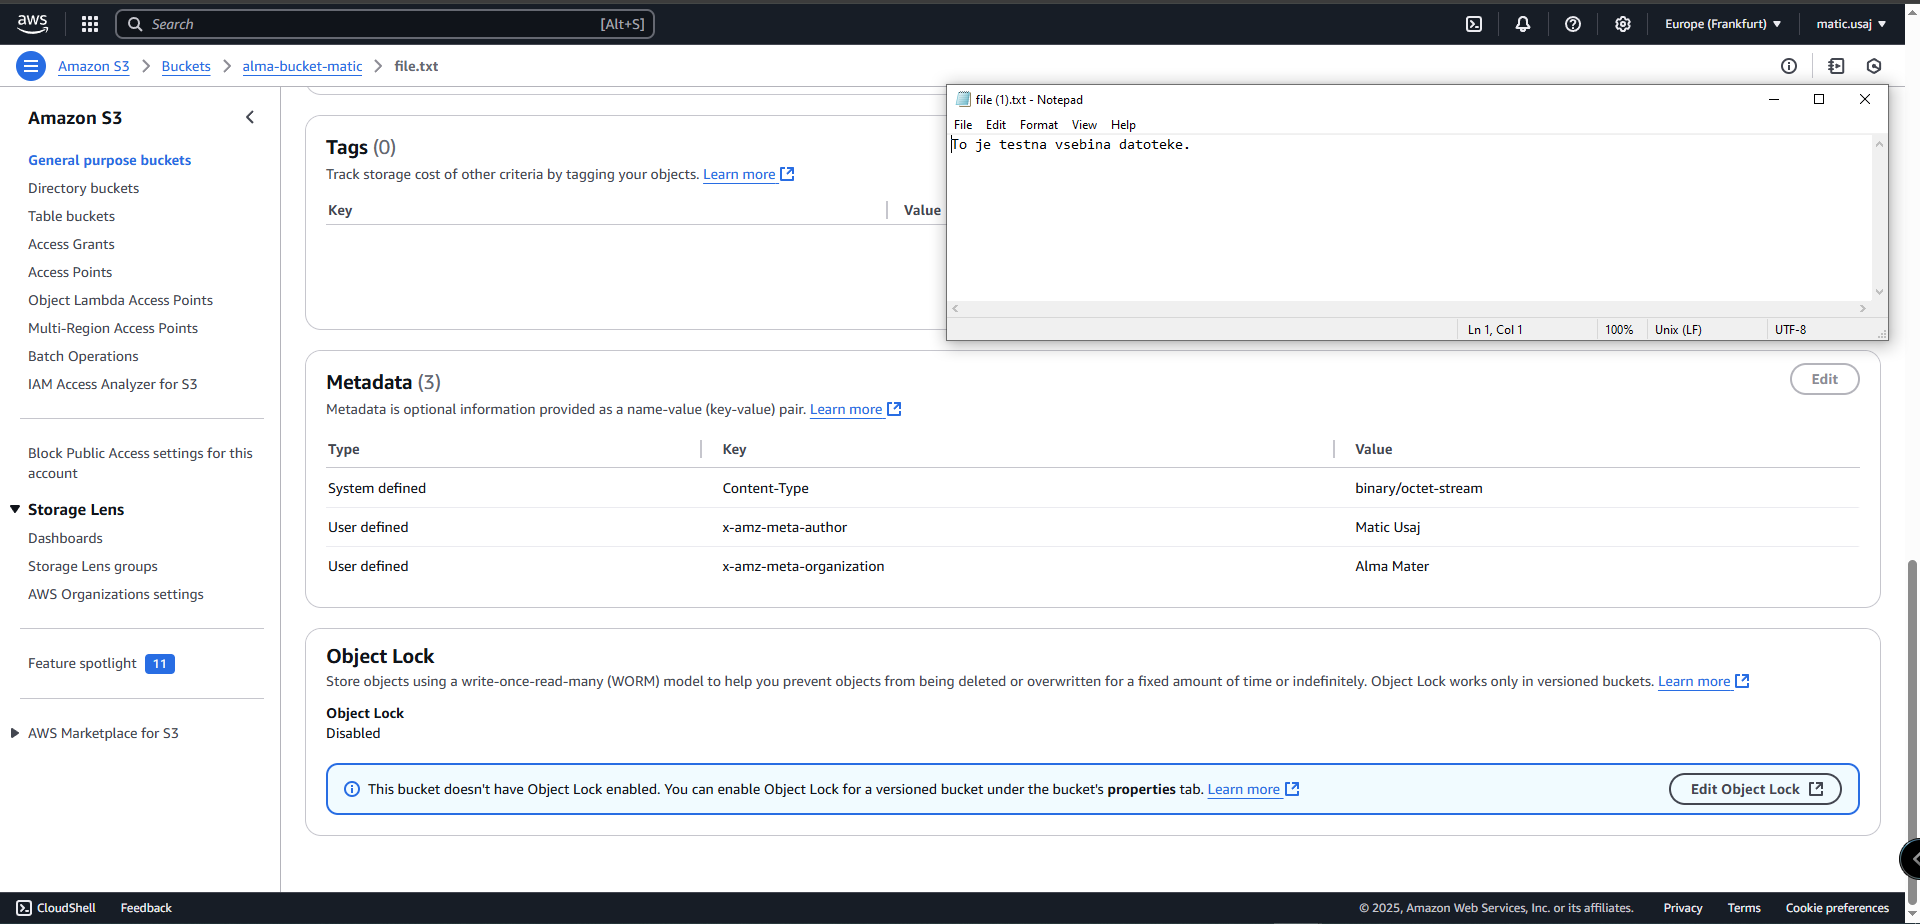 aws
Search [Alt+S]
Europe (Frankfurt)
matic.usaj
Amazon S3
Buckets
alma-bucket-matic
file.txt
Amazon S3
General purpose buckets
Directory buckets
Table buckets
Access Grants
Access Points
Object Lambda Access Points
Multi-Region Access Points
Batch Operations
IAM Access Analyzer for S3
Block Public Access settings for this
account
Storage Lens
Dashboards
Storage Lens groups
AWS Organizations settings
Feature spotlight 11
AWS Marketplace for S3
Tags (0)
Track storage cost of other criteria by tagging your objects. Learn more
Key Value
file (1).txt - Notepad
File Edit Format View Help
To je testna vsebina datoteke.
Ln 1, Col 1 100% Unix (LF) UTF-8
Metadata (3)
Edit
Metadata is optional information provided as a name-value (key-value) pair. Learn more
Type Key Value
System defined Content-Type binary/octet-stream
User defined x-amz-meta-author Matic Usaj
User defined x-amz-meta-organization Alma Mater
Object Lock
Store objects using a write-once-read-many (WORM) model to help you prevent objects from being deleted or overwritten for a fixed amount of time or indefinitely. Object Lock works only in versioned buckets. Learn more
Object Lock
Disabled
This bucket doesn't have Object Lock enabled. You can enable Object Lock for a versioned bucket under the bucket's properties tab. Learn more
Edit Object Lock
CloudShell Feedback
© 2025, Amazon Web Services, Inc. or its affiliates. Privacy Terms Cookie preferences